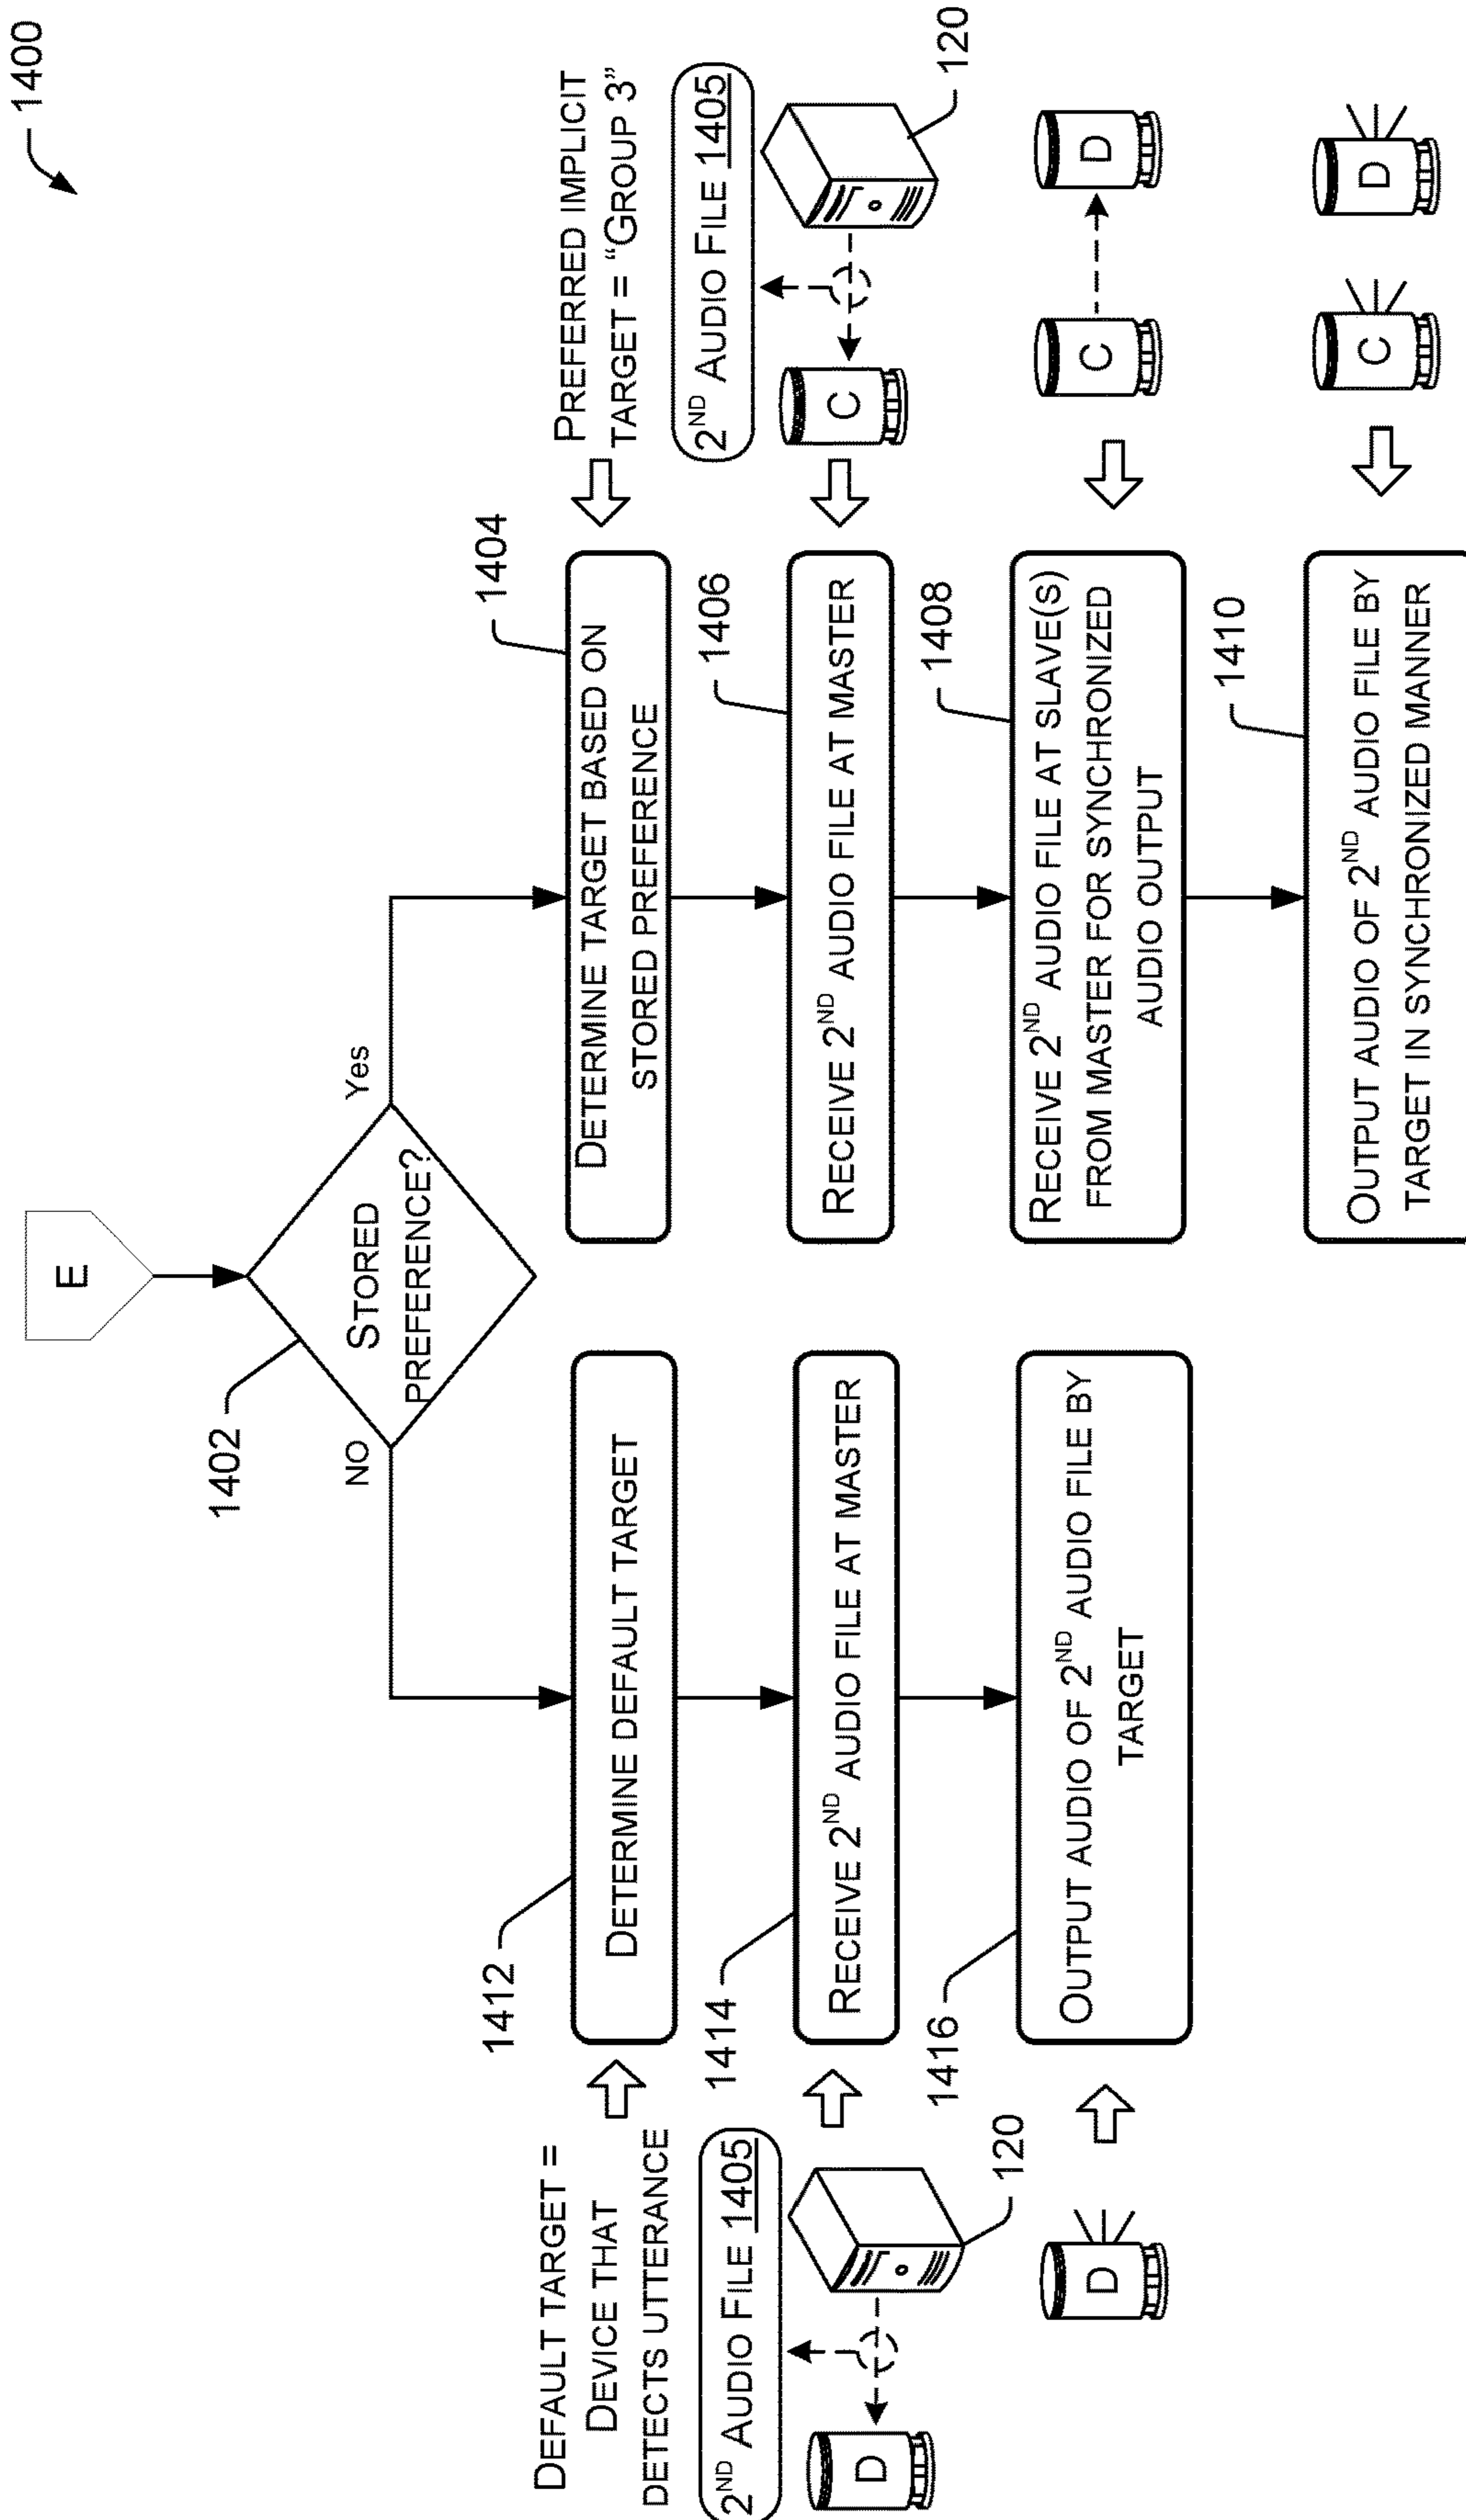 1400
E
1402
STORED
PREFERENCE?
NO
Yes
DEFAULT TARGET =
DEVICE THAT
DETECTS UTTERANCE
1412
DETERMINE DEFAULT TARGET
2ND AUDIO FILE 1405
D
120
1414
RECEIVE 2ND AUDIO FILE AT MASTER
D
1416
OUTPUT AUDIO OF 2ND AUDIO FILE BY
TARGET
1404
DETERMINE TARGET BASED ON
STORED PREFERENCE
PREFERRED IMPLICIT
TARGET = “GROUP 3”
1406
RECEIVE 2ND AUDIO FILE AT MASTER
2ND AUDIO FILE 1405
C
120
1408
RECEIVE 2ND AUDIO FILE AT SLAVE(S)
FROM MASTER FOR SYNCHRONIZED
AUDIO OUTPUT
C
D
1410
OUTPUT AUDIO OF 2ND AUDIO FILE BY
TARGET IN SYNCHRONIZED MANNER
C
D